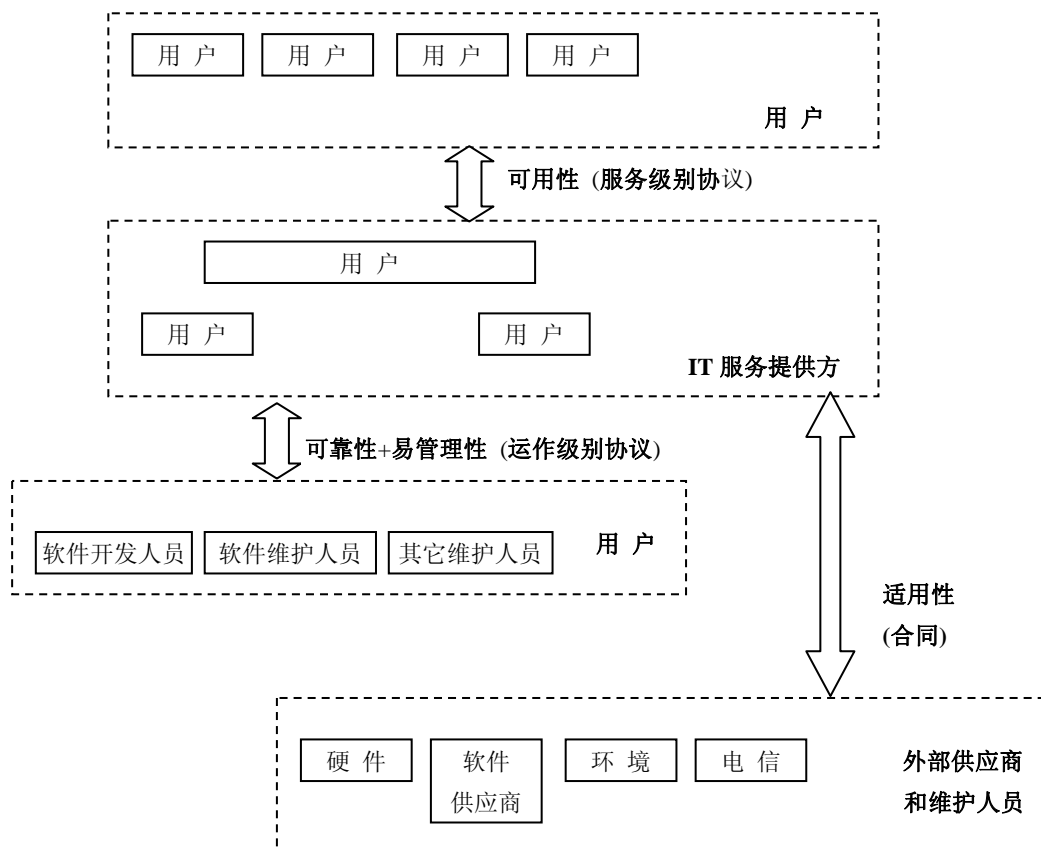 用 户
用 户
用 户
用 户
用 户
可用性 (服务级别协议)
用 户
用 户
用 户
IT 服务提供方
可靠性+易管理性 (运作级别协议)
软件开发人员
软件维护人员
其它维护人员
用 户
适用性
(合同)
硬 件
软件
供应商
环 境
电 信
外部供应商
和维护人员